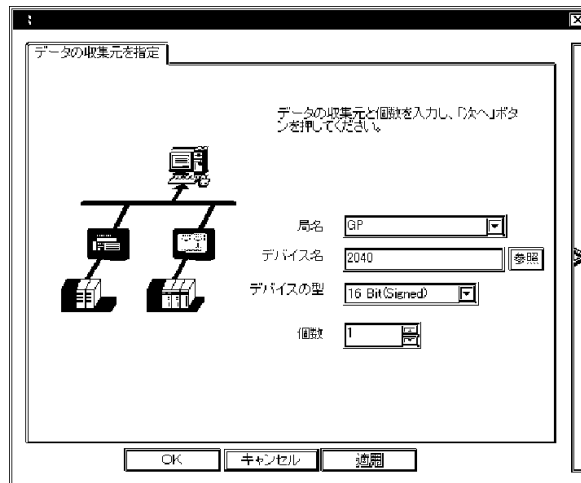 データの収集元を指定
データの収集元と個数を入力し、「次へ」ボタ
ンを押してください。
局名 GP
デバイス名 2040 参照
デバイスの型 16 Bit(Signed)
個数 1
OK キャンセル 適用